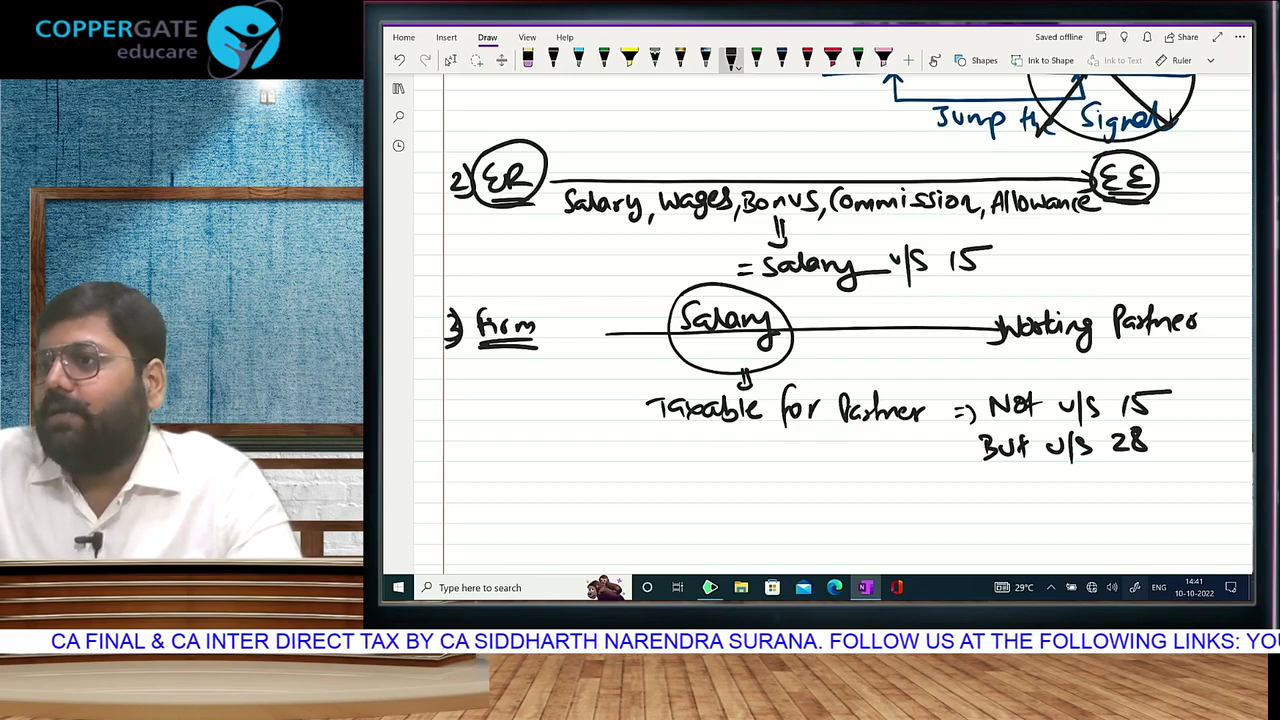 COPPERGATE
educare
Home Insert Draw View Help
Saved offline
Share
Shapes
Ink to Shape
Ink to Text
Ruler
Jump the Signal
2) ER
EE
Salary, Wages, Bonus, Commission, Allowance
= Salary u/s 15
3) Firm
Salary
Working Partner
Taxable for Partner => Not u/s 15
But u/s 28
Type here to search
29°C
ENG
14:41
10-10-2022
CA FINAL & CA INTER DIRECT TAX BY CA SIDDHARTH NARENDRA SURANA. FOLLOW US AT THE FOLLOWING LINKS: YO